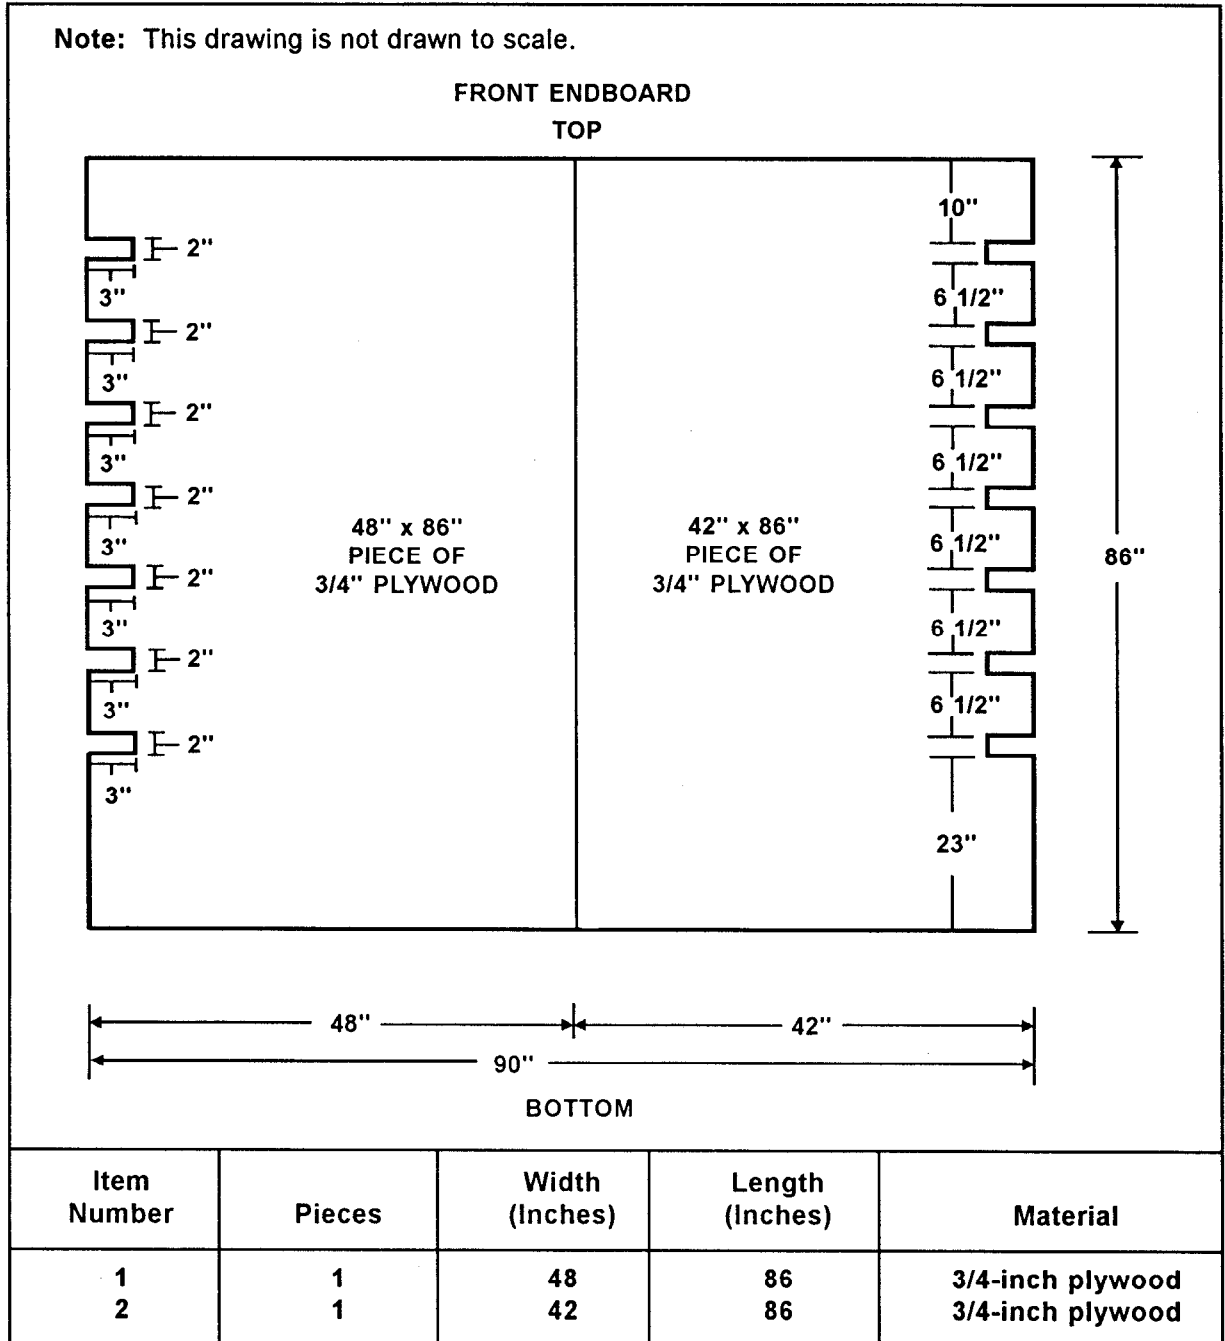 Note: This drawing is not drawn to scale.
FRONT ENDBOARD
TOP
10"
2"
3"
6 1/2"
2"
3"
6 1/2"
2"
3"
6 1/2"
2"
3"
6 1/2"
2"
3"
6 1/2"
2"
3"
6 1/2"
2"
3"
23"
48" x 86"
PIECE OF
3/4" PLYWOOD
42" x 86"
PIECE OF
3/4" PLYWOOD
86"
48" 42"
90"
BOTTOM
Item Number Pieces Width (Inches) Length (Inches) Material
1 1 48 86 3/4-inch plywood
2 1 42 86 3/4-inch plywood